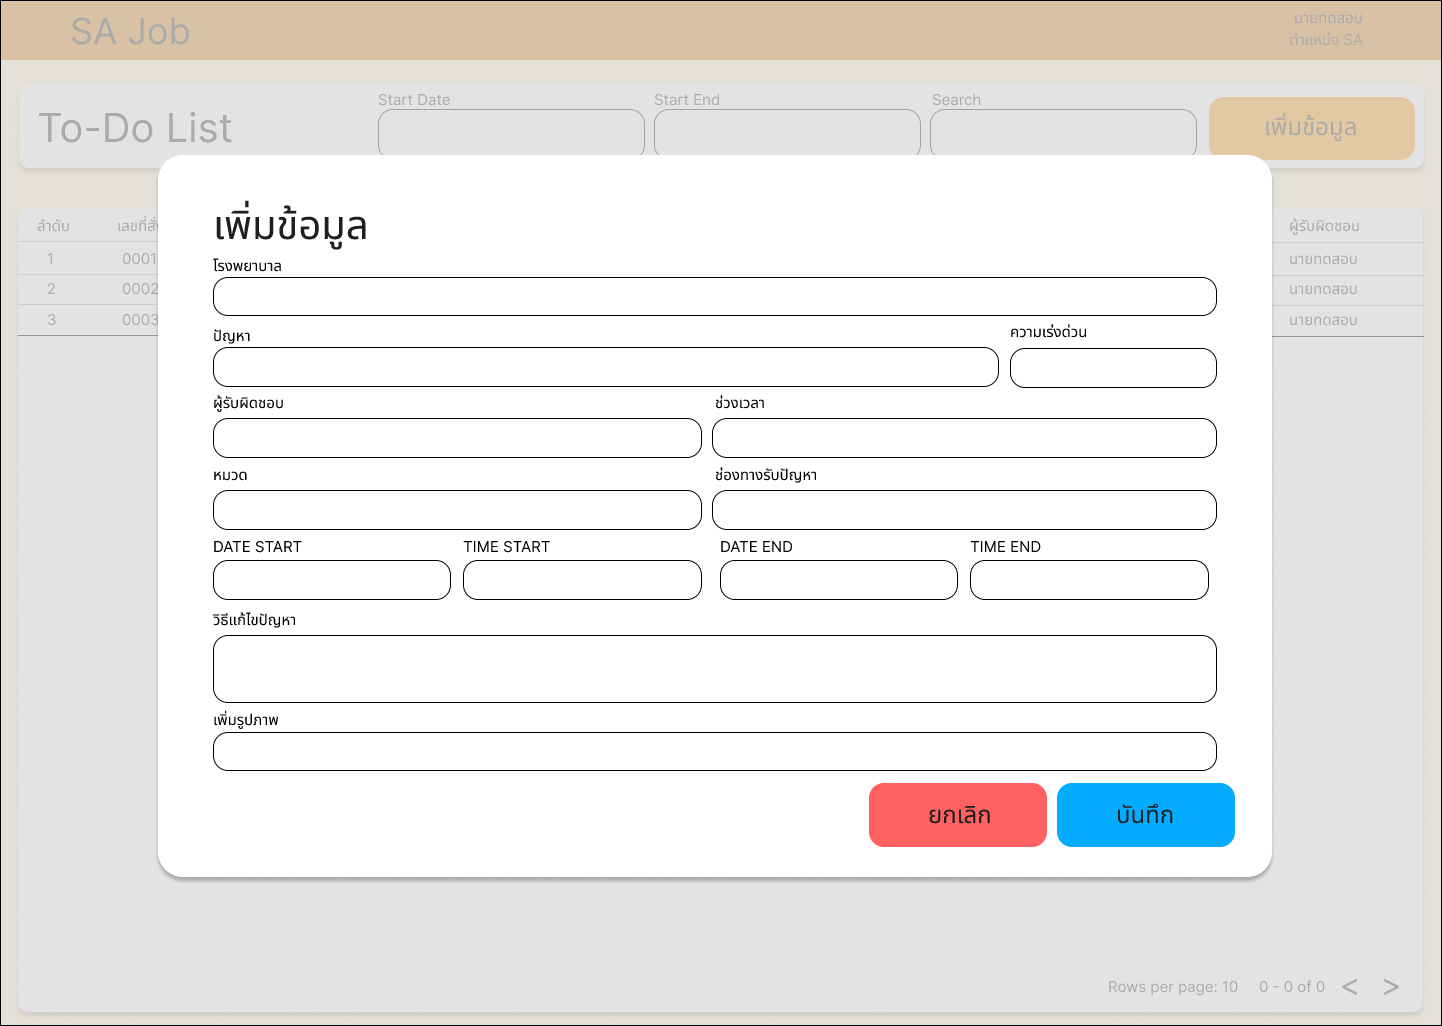 SA Job
นายทดสอบ
ตำแหน่ง SA
To-Do List
Start Date
Start End
Search
เพิ่มข้อมูล
ลำดับ เลขที่สั่ง ผู้รับผิดชอบ
1 0001 นายทดสอบ
2 0002 นายทดสอบ
3 0003 นายทดสอบ
เพิ่มข้อมูล
โรงพยาบาล
ปัญหา ความเร่งด่วน
ผู้รับผิดชอบ ช่วงเวลา
หมวด ช่องทางรับปัญหา
DATE START TIME START DATE END TIME END
วิธีแก้ไขปัญหา
เพิ่มรูปภาพ
ยกเลิก บันทึก
Rows per page: 10 0 - 0 of 0 < >